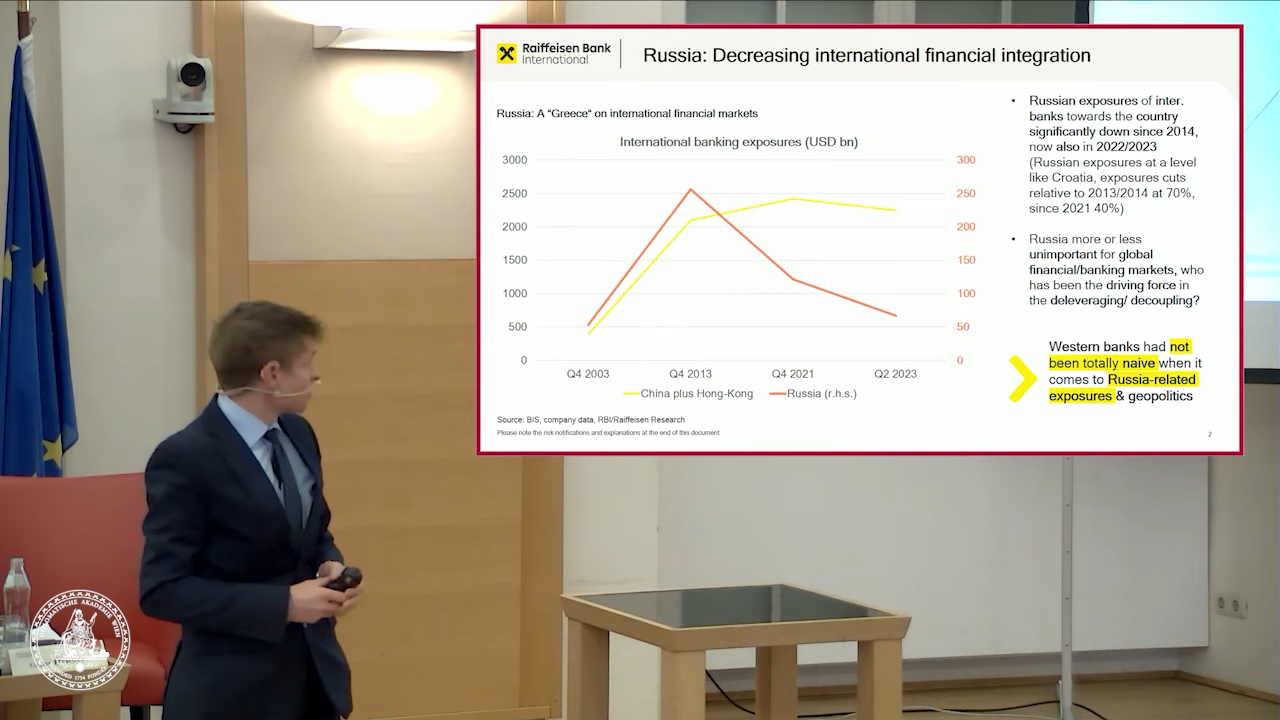 Raiffeisen Bank
International
Russia: Decreasing international financial integration
Russia: A "Greece" on international financial markets
International banking exposures (USD bn)
3000
2500
2000
1500
1000
500
0
300
250
200
150
100
50
0
Q4 2003
Q4 2013
Q4 2021
Q2 2023
China plus Hong-Kong
Russia (r.h.s.)
Source: BIS, company data, RBI/Raiffeisen Research
Please note the risk notifications and explanations at the end of this document
• Russian exposures of inter.
banks towards the country
significantly down since 2014,
now also in 2022/2023
(Russian exposures at a level
like Croatia, exposures cuts
relative to 2013/2014 at 70%,
since 2021 40%)
• Russia more or less
unimportant for global
financial/banking markets, who
has been the driving force in
the deleveraging/ decoupling?
Western banks had not
been totally naive when it
comes to Russia-related
exposures & geopolitics
2
AKADEMIE WIEN